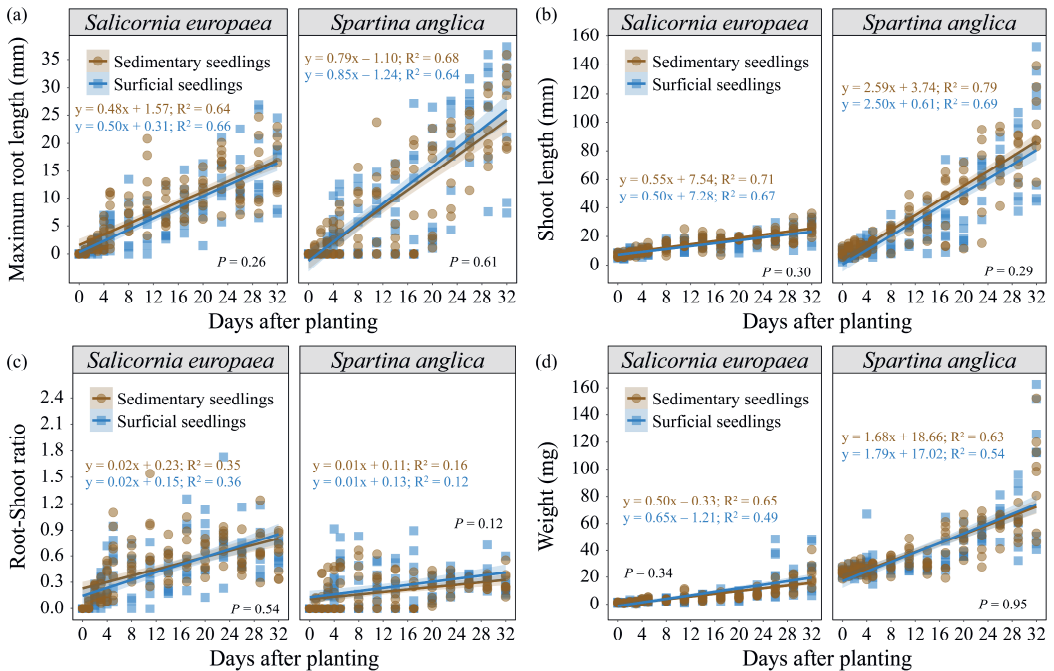 (a)
Salicornia europaea
Spartina anglica
Maximum root length (mm)
35
30
25
20
15
10
5
0
Sedimentary seedlings
Surficial seedlings
y = 0.48x + 1.57; R² = 0.64
y = 0.50x + 0.31; R² = 0.66
P = 0.26
y = 0.79x − 1.10; R² = 0.68
y = 0.85x − 1.24; R² = 0.64
P = 0.61
0 4 8 12 16 20 24 28 32
0 4 8 12 16 20 24 28 32
Days after planting
(b)
Salicornia europaea
Spartina anglica
Shoot length (mm)
160
140
120
100
80
60
40
20
0
Sedimentary seedlings
Surficial seedlings
y = 0.55x + 7.54; R² = 0.71
y = 0.50x + 7.28; R² = 0.67
P = 0.30
y = 2.59x + 3.74; R² = 0.79
y = 2.50x + 0.61; R² = 0.69
P = 0.29
0 4 8 12 16 20 24 28 32
0 4 8 12 16 20 24 28 32
Days after planting
(c)
Salicornia europaea
Spartina anglica
Root-Shoot ratio
2.4
2.1
1.8
1.5
1.2
0.9
0.6
0.3
0.0
Sedimentary seedlings
Surficial seedlings
y = 0.02x + 0.23; R² = 0.35
y = 0.02x + 0.15; R² = 0.36
P = 0.54
y = 0.01x + 0.11; R² = 0.16
y = 0.01x + 0.13; R² = 0.12
P = 0.12
0 4 8 12 16 20 24 28 32
0 4 8 12 16 20 24 28 32
Days after planting
(d)
Salicornia europaea
Spartina anglica
Weight (mg)
160
140
120
100
80
60
40
20
0
Sedimentary seedlings
Surficial seedlings
y = 0.50x − 0.33; R² = 0.65
y = 0.65x − 1.21; R² = 0.49
P − 0.34
y = 1.68x + 18.66; R² = 0.63
y = 1.79x + 17.02; R² = 0.54
P = 0.95
0 4 8 12 16 20 24 28 32
0 4 8 12 16 20 24 28 32
Days after planting